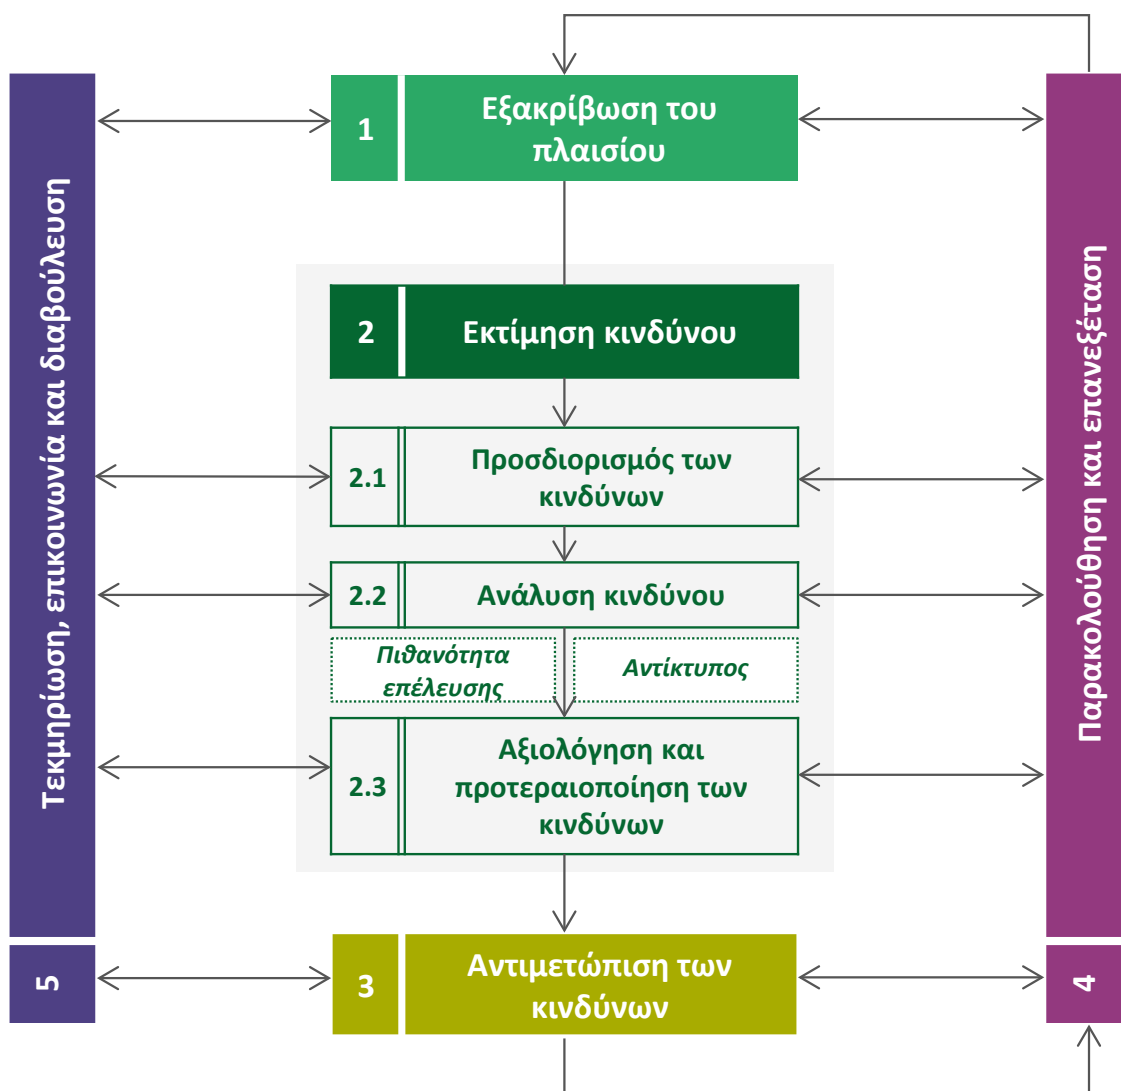 1
Εξακρίβωση του
πλαισίου
2
Εκτίμηση κινδύνου
2.1
Προσδιορισμός των
κινδύνων
2.2
Ανάλυση κινδύνου
Πιθανότητα
επέλευσης
Αντίκτυπος
2.3
Αξιολόγηση και
προτεραιοποίηση των
κινδύνων
3
Αντιμετώπιση των
κινδύνων
4
Παρακολούθηση και επανεξέταση
5
Τεκμηρίωση, επικοινωνία και διαβούλευση